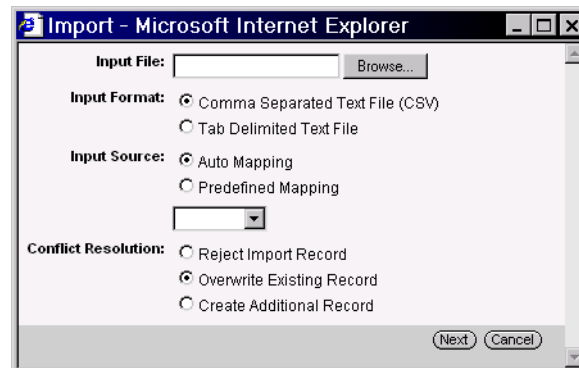 Import - Microsoft Internet Explorer
Input File: Browse...
Input Format: Comma Separated Text File (CSV)
Tab Delimited Text File
Input Source: Auto Mapping
Predefined Mapping
Conflict Resolution: Reject Import Record
Overwrite Existing Record
Create Additional Record
Next Cancel